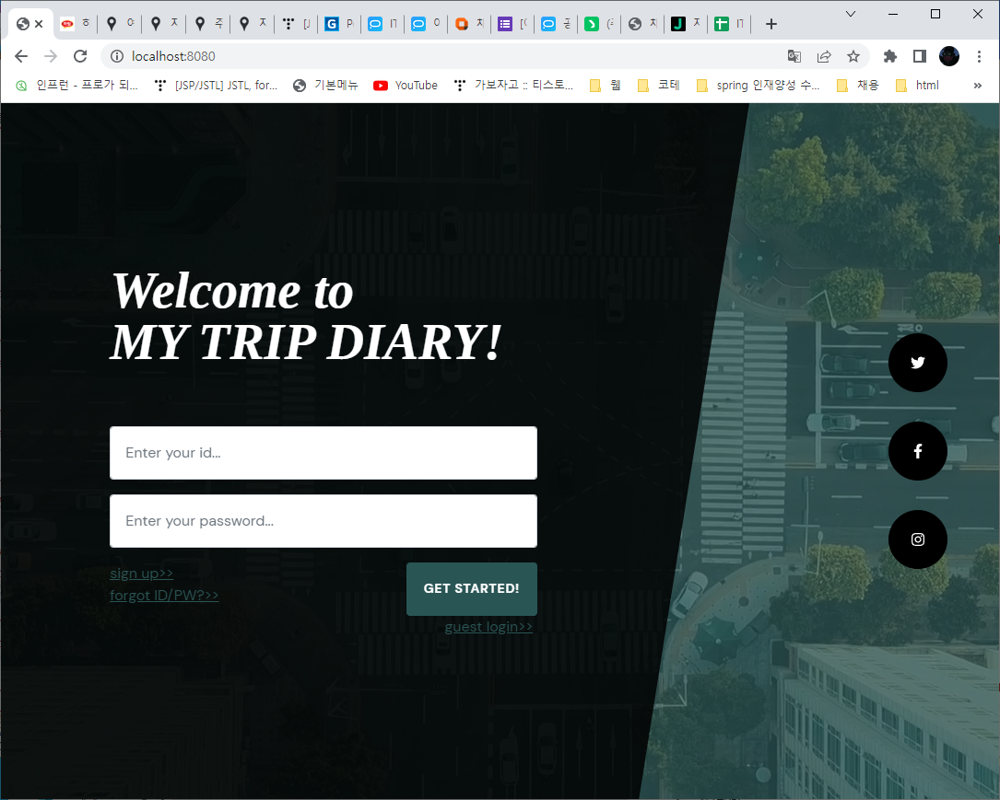 localhost:8080
인프런 - 프로가 되...
[JSP/JSTL] JSTL, for...
기본메뉴
YouTube
가보자고 :: 티스토...
웹
코테
spring 인재양성 수...
채용
html
»
Welcome to
MY TRIP DIARY!
Enter your id...
Enter your password...
sign up>>
forgot ID/PW?>>
GET STARTED!
guest login>>